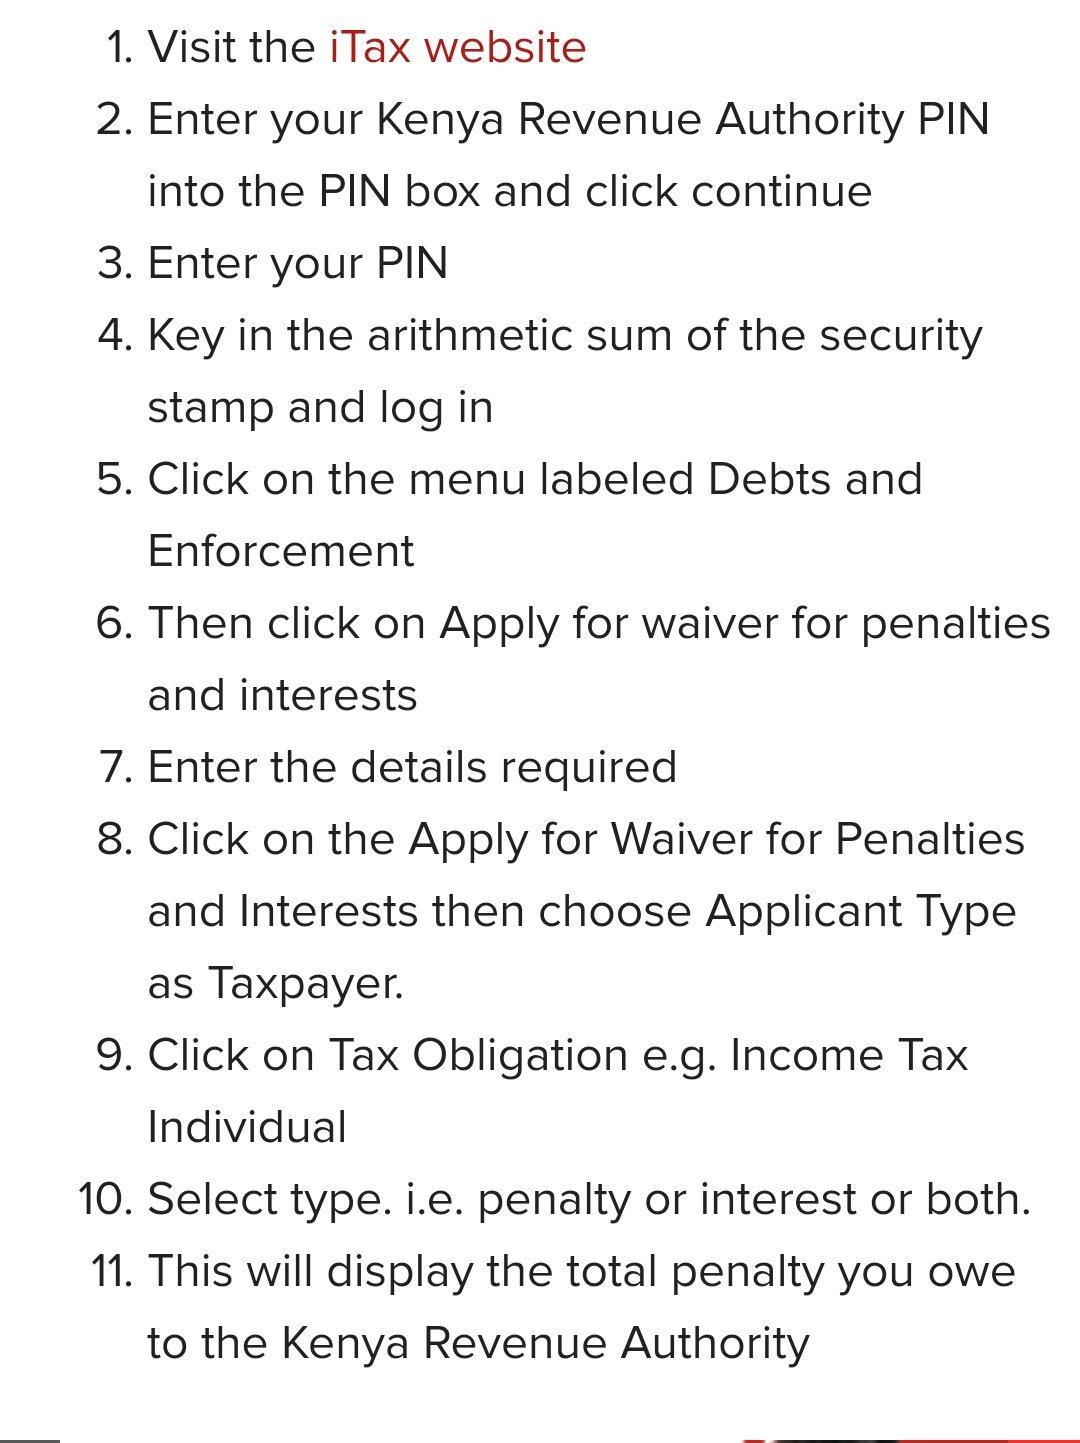 1. Visit the iTax website
2. Enter your Kenya Revenue Authority PIN
into the PIN box and click continue
3. Enter your PIN
4. Key in the arithmetic sum of the security
stamp and log in
5. Click on the menu labeled Debts and
Enforcement
6. Then click on Apply for waiver for penalties
and interests
7. Enter the details required
8. Click on the Apply for Waiver for Penalties
and Interests then choose Applicant Type
as Taxpayer.
9. Click on Tax Obligation e.g. Income Tax
Individual
10. Select type. i.e. penalty or interest or both.
11. This will display the total penalty you owe
to the Kenya Revenue Authority